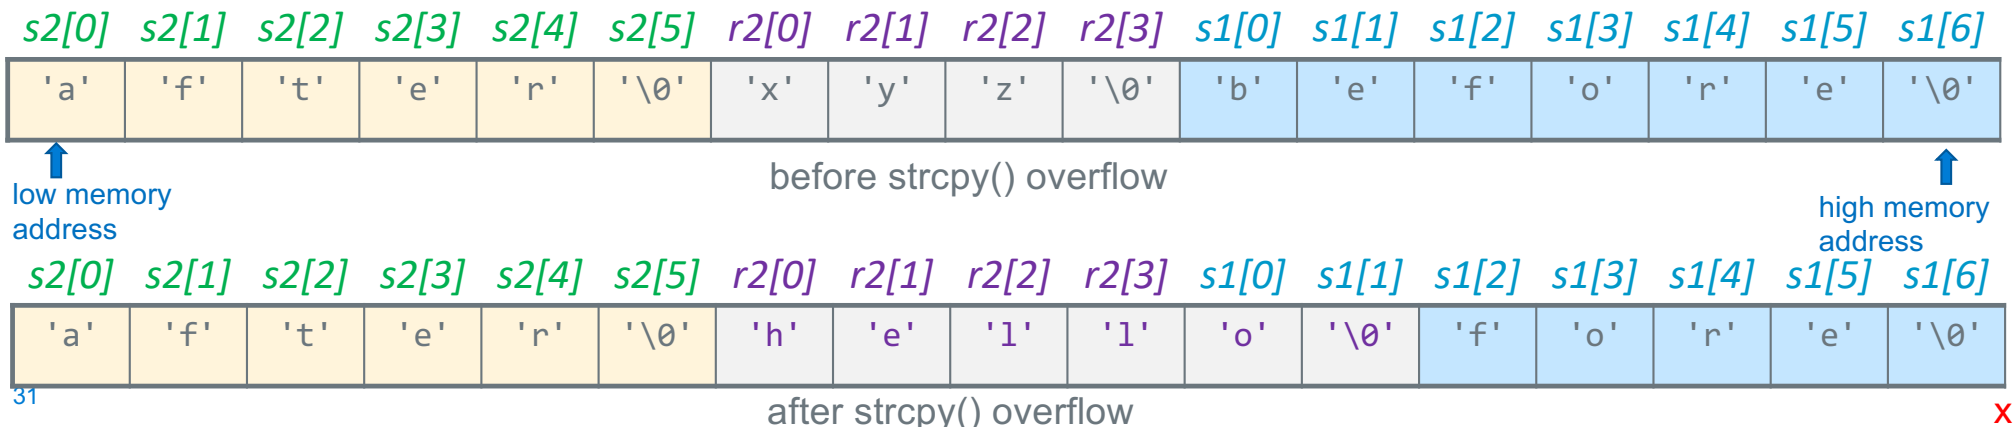 s2[0] s2[1] s2[2] s2[3] s2[4] s2[5] r2[0] r2[1] r2[2] r2[3] s1[0] s1[1] s1[2] s1[3] s1[4] s1[5] s1[6]
'a' 'f' 't' 'e' 'r' '\0' 'x' 'y' 'z' '\0' 'b' 'e' 'f' 'o' 'r' 'e' '\0'
before strcpy() overflow
low memory
address
high memory
address
s2[0] s2[1] s2[2] s2[3] s2[4] s2[5] r2[0] r2[1] r2[2] r2[3] s1[0] s1[1] s1[2] s1[3] s1[4] s1[5] s1[6]
'a' 'f' 't' 'e' 'r' '\0' 'h' 'e' 'l' 'l' 'o' '\0' 'f' 'o' 'r' 'e' '\0'
31
after strcpy() overflow
x